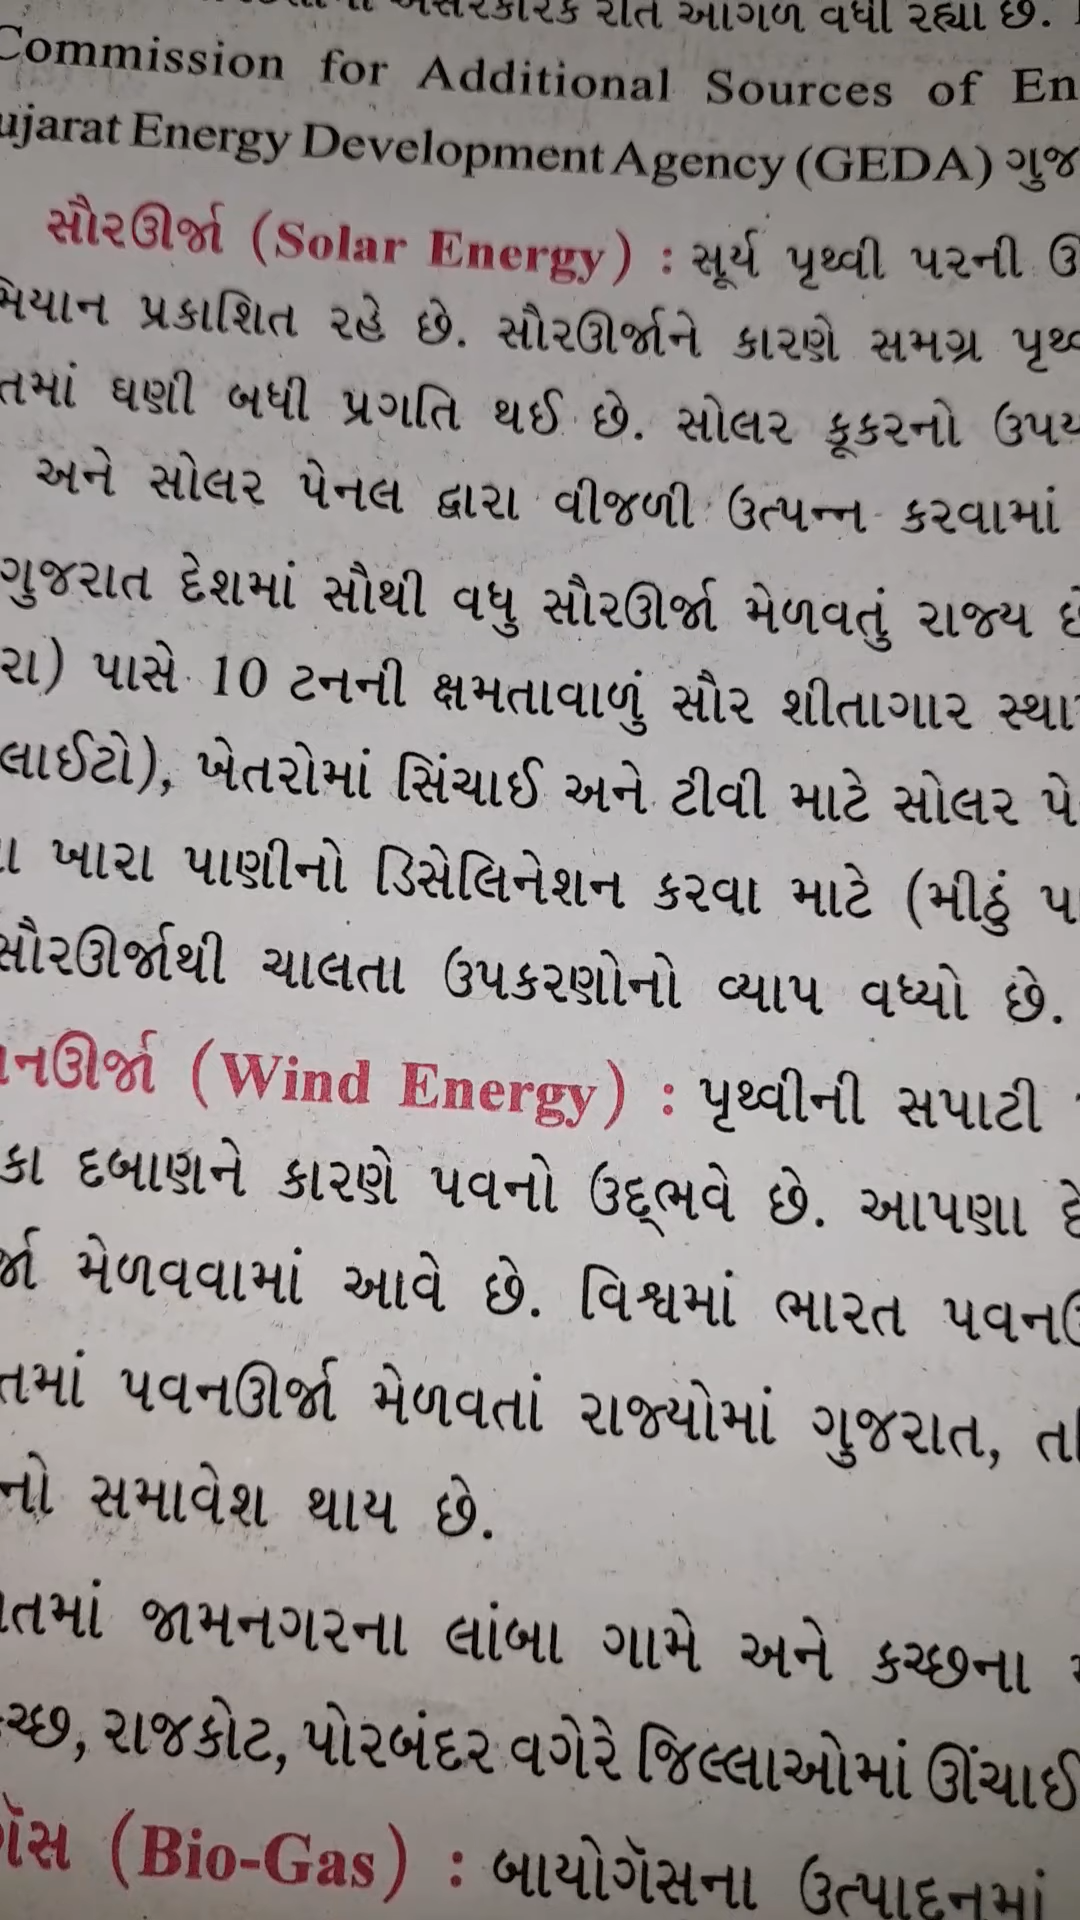 અસરકારક રીતે આગળ વધી રહ્યા છે.
Commission for Additional Sources of En
ujarat Energy Development Agency (GEDA) ગુજ
સૌરઊર્જા (Solar Energy) : સૂર્ય પૃથ્વી પરની ઊ
મિયાન પ્રકાશિત રહે છે. સૌરઊર્જાને કારણે સમગ્ર પૃથ્વ
તમાં ઘણી બધી પ્રગતિ થઈ છે. સોલર કૂકરનો ઉપય
અને સોલર પેનલ દ્વારા વીજળી ઉત્પન્ન કરવામાં
ગુજરાત દેશમાં સૌથી વધુ સૌરઊર્જા મેળવતું રાજ્ય છે
રા) પાસે 10 ટનની ક્ષમતાવાળું સૌર શીતાગાર સ્થા
લાઈટો), ખેતરોમાં સિંચાઈ અને ટીવી માટે સોલર પે
ખારા પાણીનો ડિસેલિનેશન કરવા માટે (મીઠું પ
સૌરઊર્જાથી ચાલતા ઉપકરણોનો વ્યાપ વધ્યો છે.
નઊર્જા (Wind Energy) : પૃથ્વીની સપાટી
કા દબાણને કારણે પવનો ઉદ્ભવે છે. આપણા દે
ર્જા મેળવવામાં આવે છે. વિશ્વમાં ભારત પવનઊ
તમાં પવનઊર્જા મેળવતાં રાજ્યોમાં ગુજરાત, ત
નો સમાવેશ થાય છે.
તમાં જામનગરના લાંબા ગામે અને કચ્છના
ચ્છ, રાજકોટ, પોરબંદર વગેરે જિલ્લાઓમાં ઊંચાઈ
ગૅસ (Bio-Gas) : બાયોગૅસના ઉત્પાદનમાં